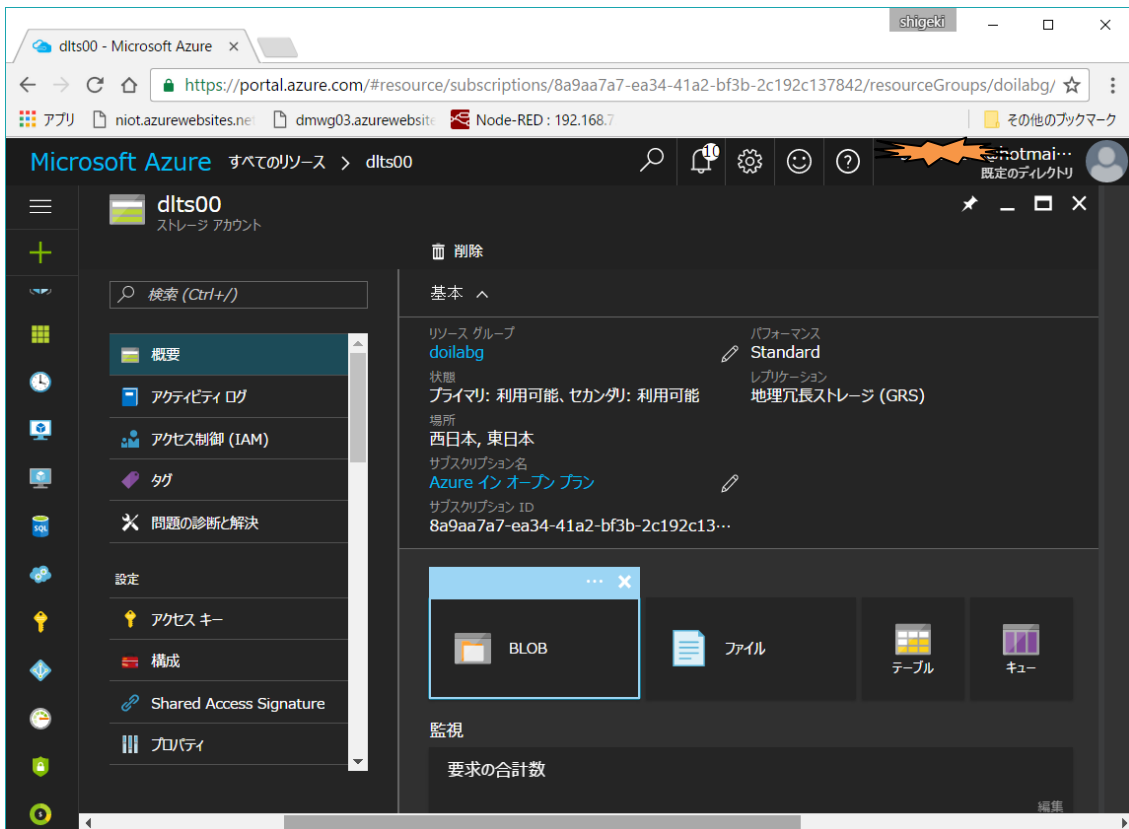 shigeki
dlts00 - Microsoft Azure
https://portal.azure.com/#resource/subscriptions/8a9aa7a7-ea34-41a2-bf3b-2c192c137842/resourceGroups/doilabg/
アプリ niot.azurewebsites.ne dmwg03.azurewebsite Node-RED : 192.168.7 その他のブックマーク
Microsoft Azure すべてのリソース > dlts00 10 @hotmai…
既定のディレクトリ
dlts00
ストレージ アカウント
削除
検索 (Ctrl+/)
概要
アクティビティ ログ
アクセス制御 (IAM)
タグ
問題の診断と解決
設定
アクセス キー
構成
Shared Access Signature
プロパティ
基本
リソース グループ
doilabg
パフォーマンス
Standard
状態
プライマリ: 利用可能、セカンダリ: 利用可能
レプリケーション
地理冗長ストレージ (GRS)
場所
西日本, 東日本
サブスクリプション名
Azure イン オープン プラン
サブスクリプション ID
8a9aa7a7-ea34-41a2-bf3b-2c192c13…
BLOB
ファイル
テーブル
キュー
監視
要求の合計数
編集
SQL